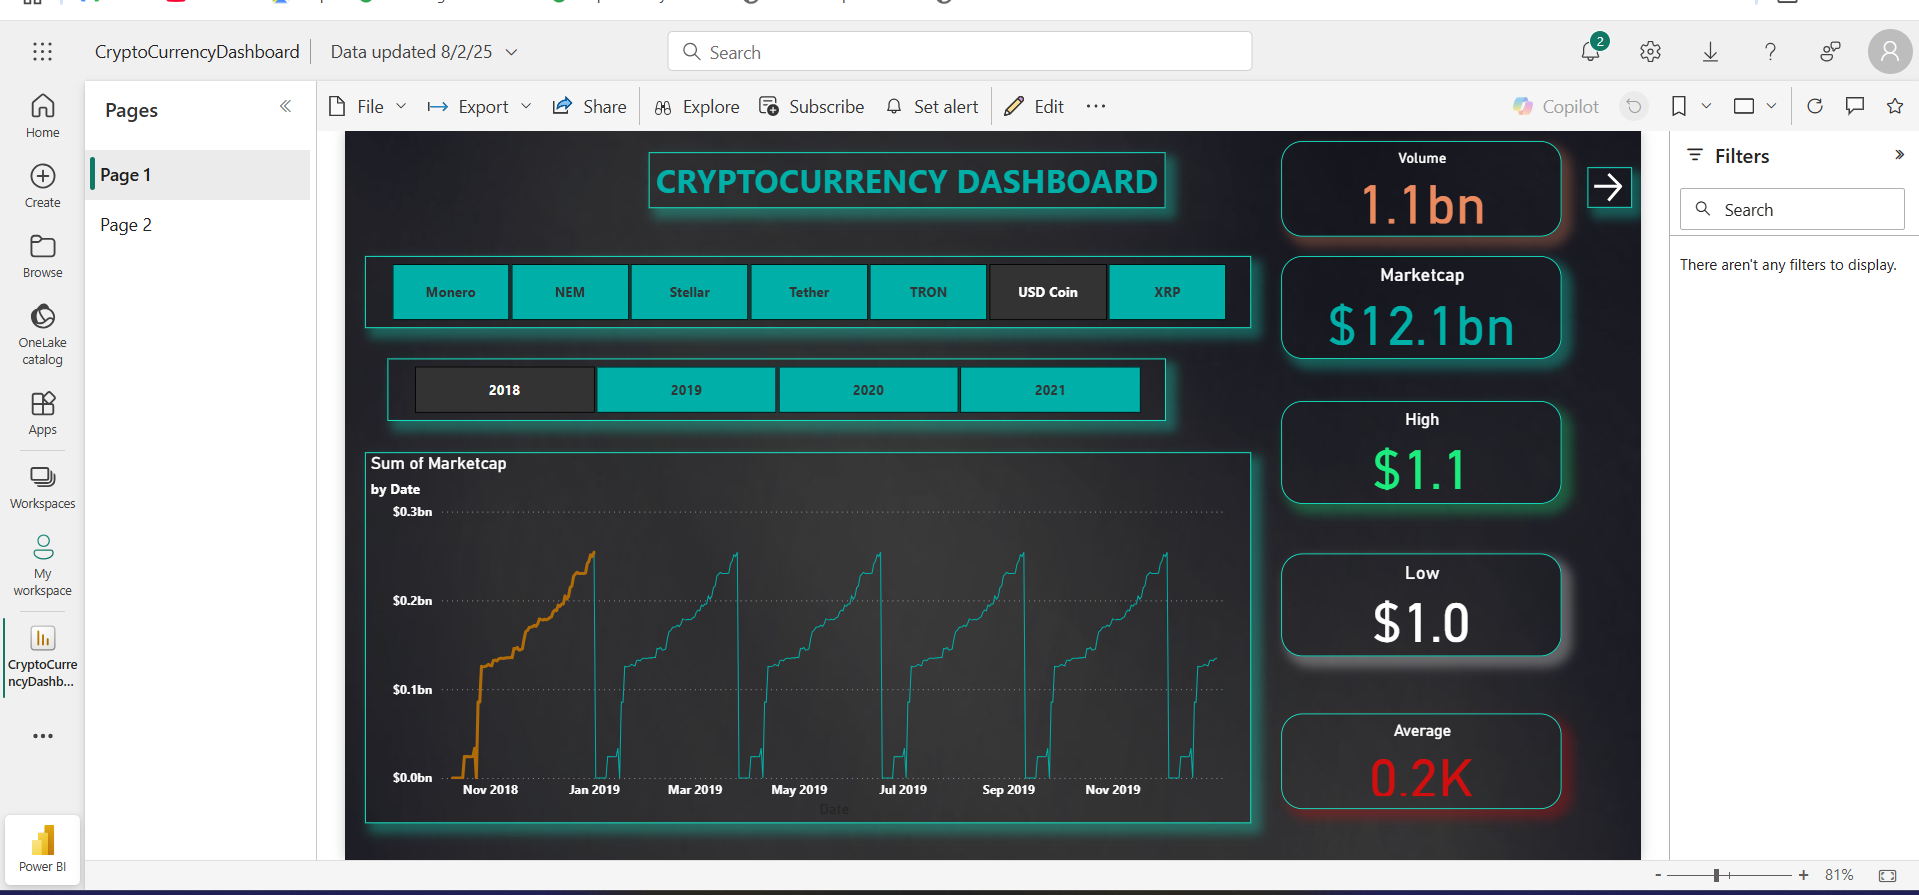 CryptoCurrencyDashboard
Data updated 8/2/25
Search
2
Home
Create
Browse
OneLake
catalog
Apps
Workspaces
My
workspace
CryptoCurre
ncyDashb...
Power BI
Pages
Page 1
Page 2
File
Export
Share
Explore
Subscribe
Set alert
Edit
Copilot
CRYPTOCURRENCY DASHBOARD
Monero
NEM
Stellar
Tether
TRON
USD Coin
XRP
2018
2019
2020
2021
Sum of Marketcap
by Date
$0.3bn
$0.2bn
$0.1bn
$0.0bn
Nov 2018
Jan 2019
Mar 2019
May 2019
Jul 2019
Sep 2019
Nov 2019
Date
Volume
1.1bn
Marketcap
$12.1bn
High
$1.1
Low
$1.0
Average
0.2K
Filters
Search
There aren't any filters to display.
- + 81%